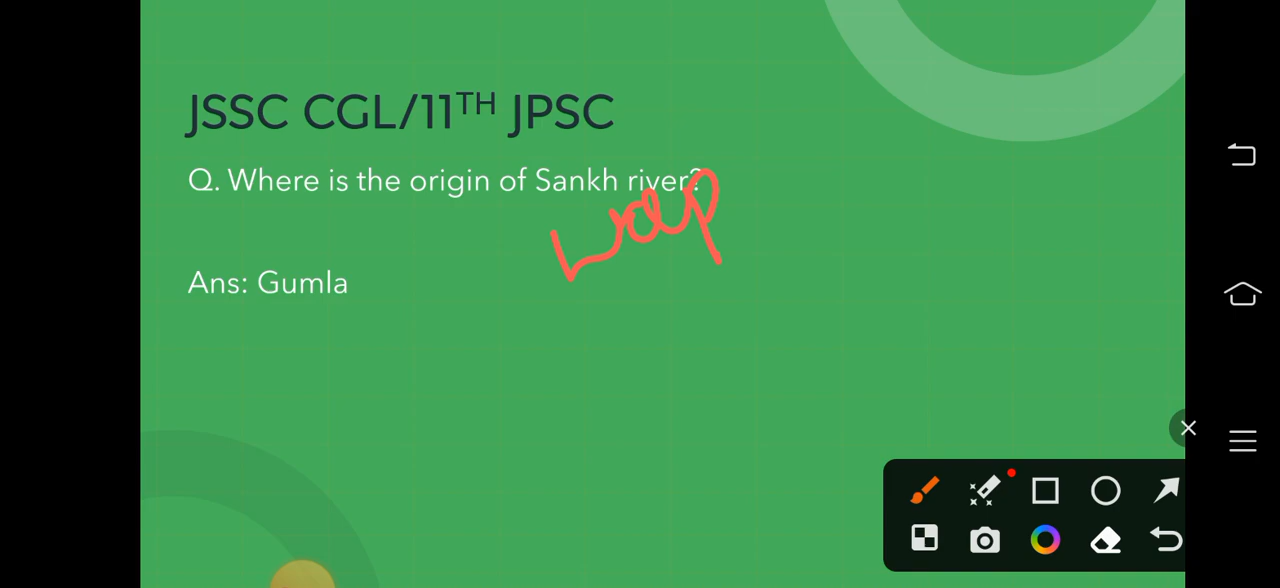 JSSC CGL/11TH JPSC
Q. Where is the origin of Sankh river?
Ans: Gumla